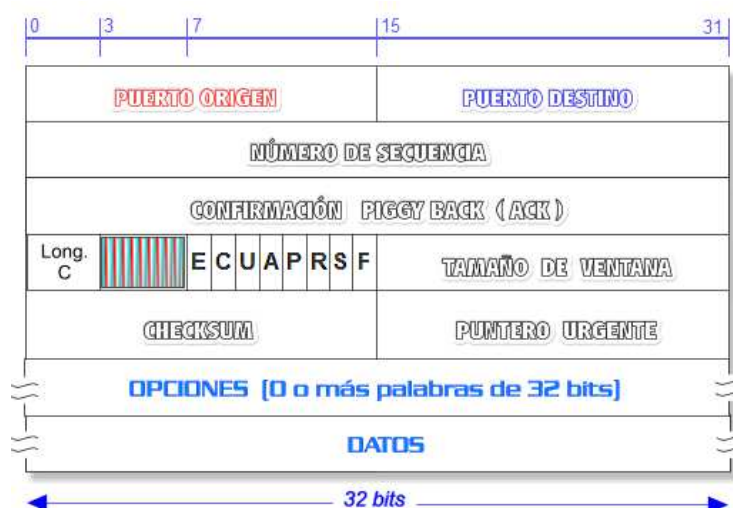 0 3 7 15 31
PUERTO ORIGEN PUERTO DESTINO
NÚMERO DE SECUENCIA
CONFIRMACIÓN PIGGY BACK (ACK)
Long. C E C U A P R S F TAMAÑO DE VENTANA
CHECKSUM PUNTERO URGENTE
OPCIONES (0 o más palabras de 32 bits)
DATOS
32 bits